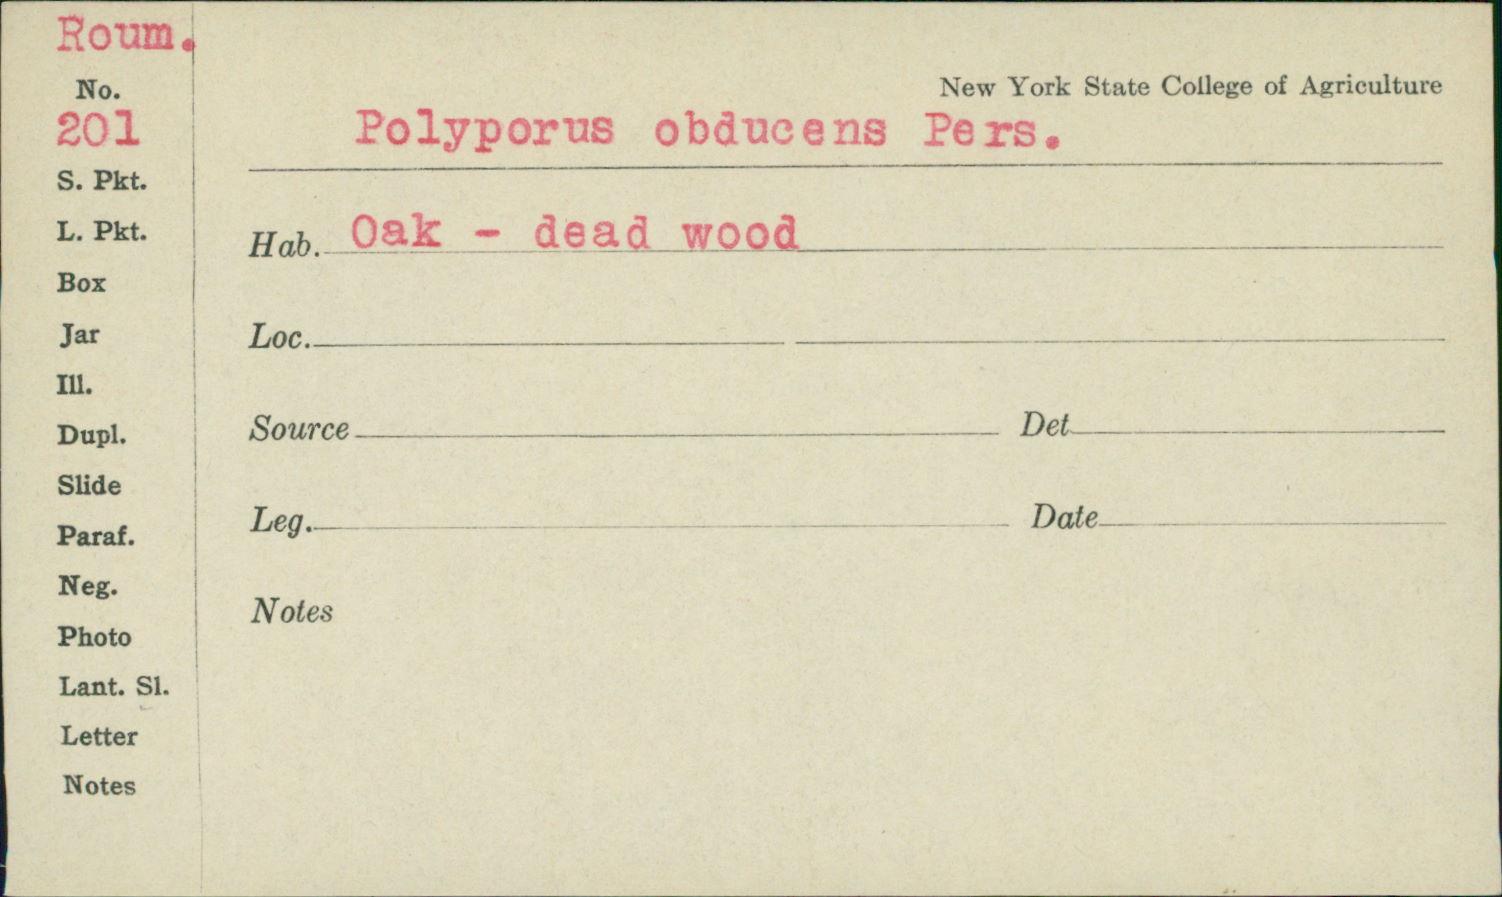 Roum.
No.
201
S. Pkt.
L. Pkt.
Box
Jar
Ill.
Dupl.
Slide
Paraf.
Neg.
Photo
Lant. Sl.
Letter
Notes
New York State College of Agriculture
Polyporus obducens Pers.
Hab. Oak - dead wood
Loc.
Source Det
Leg. Date
Notes